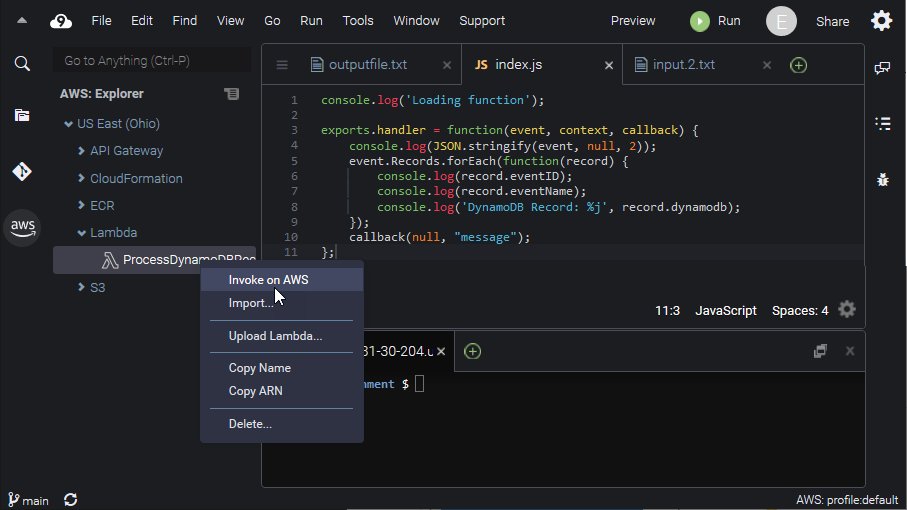 File Edit Find View Go Run Tools Window Support Preview Run E Share
9
Go to Anything (Ctrl-P)
AWS: Explorer
US East (Ohio)
API Gateway
CloudFormation
ECR
Lambda
ProcessDynamoDBRec
S3
aws
outputfile.txt
JS index.js
input.2.txt
1 console.log('Loading function');
2
3 exports.handler = function(event, context, callback) {
4 console.log(JSON.stringify(event, null, 2));
5 event.Records.forEach(function(record) {
6 console.log(record.eventID);
7 console.log(record.eventName);
8 console.log('DynamoDB Record: %j', record.dynamodb);
9 });
10 callback(null, "message");
11 };
11:3 JavaScript Spaces: 4
Invoke on AWS
Import...
Upload Lambda...
Copy Name
Copy ARN
Delete...
31-30-204.u
nment $
main
AWS: profile:default